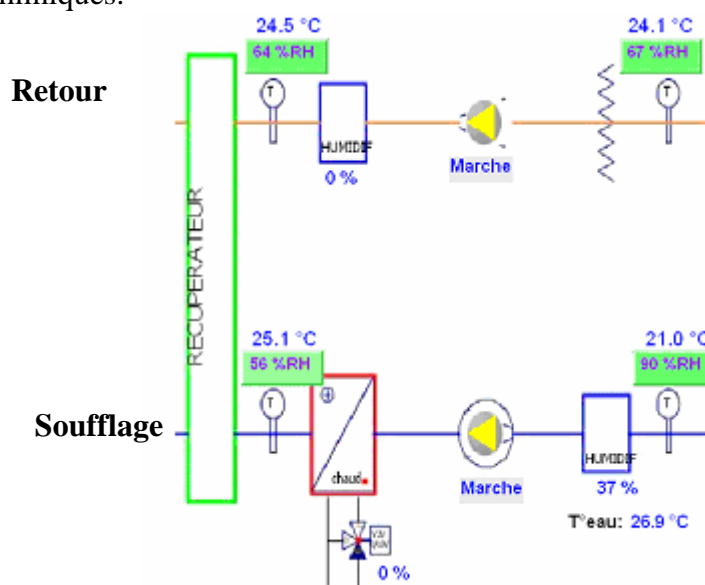 24.5 °C
24.1 °C
64 %RH
67 %RH
T
T
Retour
HUMIDIF
Marche
0 %
RECUPERATEUR
25.1 °C
21.0 °C
56 %RH
90 %RH
T
T
Soufflage
chaud
HUMIDIF
Marche
37 %
T°eau: 26.9 °C
0 %